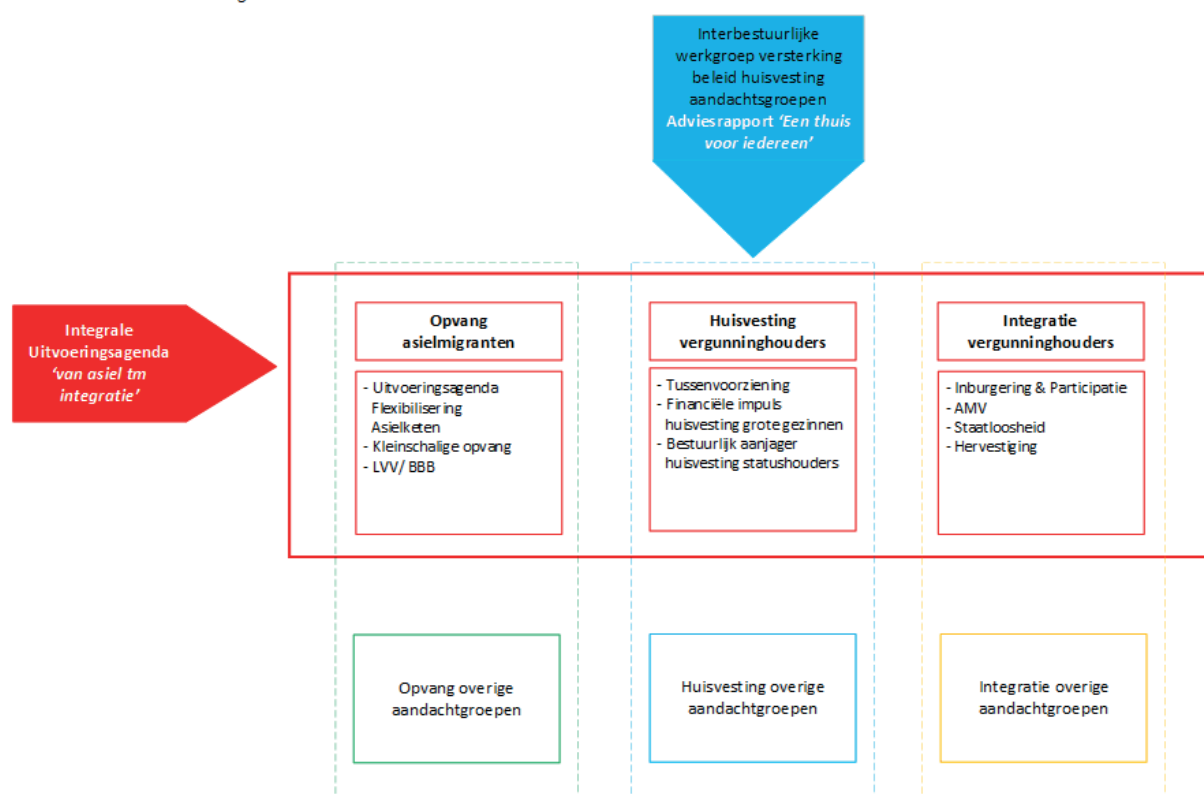 Interbestuurlijke
werkgroep versterking
beleid huisvesting
aandachtsgroepen
Adviesrapport ‘Een thuis
voor iedereen’
Integrale
Uitvoeringsagenda
‘van asiel tm
integratie’
Opvang
asielmigranten
- Uitvoeringsagenda
Flexibilisering
Asielketen
- Kleinschalige opvang
- LVV/ BBB
Huisvesting
vergunninghouders
- Tussenvoorziening
- Financiële impuls
huisvesting grote gezinnen
- Bestuurlijk aanjager
huisvesting statushouders
Integratie
vergunninghouders
- Inburgering & Participatie
- AMV
- Staatloosheid
- Hervestiging
Opvang overige
aandachtgroepen
Huisvesting overige
aandachtgroepen
Integratie overige
aandachtgroepen